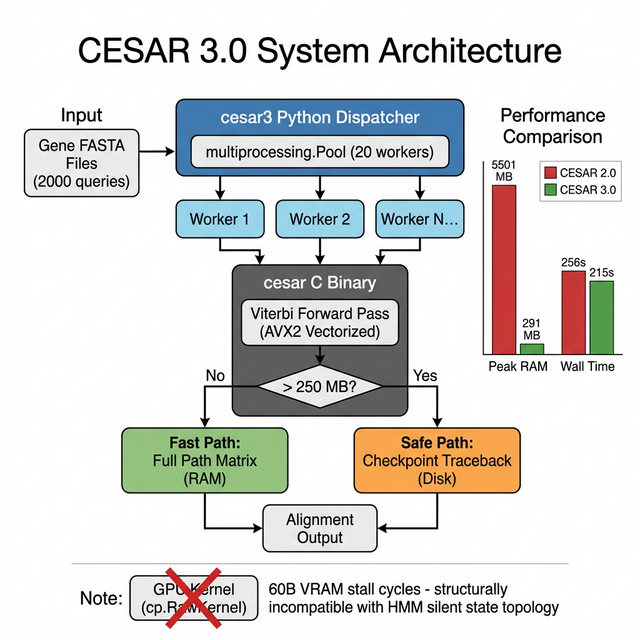 CESAR 3.0 System Architecture
Input
Gene FASTA
Files
(2000 queries)
cesar3 Python Dispatcher
multiprocessing.Pool (20 workers)
Worker 1
Worker 2
Worker N...
cesar C Binary
Viterbi Forward Pass
(AVX2 Vectorized)
> 250 MB?
No
Yes
Fast Path:
Full Path Matrix
(RAM)
Safe Path:
Checkpoint Traceback
(Disk)
Alignment
Output
Performance
Comparison
CESAR 2.0
CESAR 3.0
5501
MB
291
MB
256s
215s
Peak RAM
Wall Time
Note:
GPU Kernel
(cp.RawKernel)
60B VRAM stall cycles - structurally
incompatible with HMM silent state topology